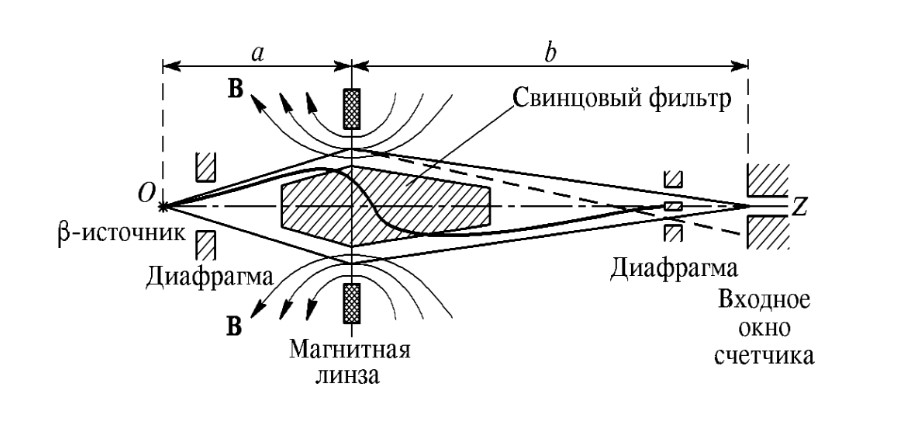 a
b
B
Свинцовый фильтр
O
Z
β-источник
Диафрагма
Диафрагма
B
Магнитная
линза
Входное
окно
счетчика